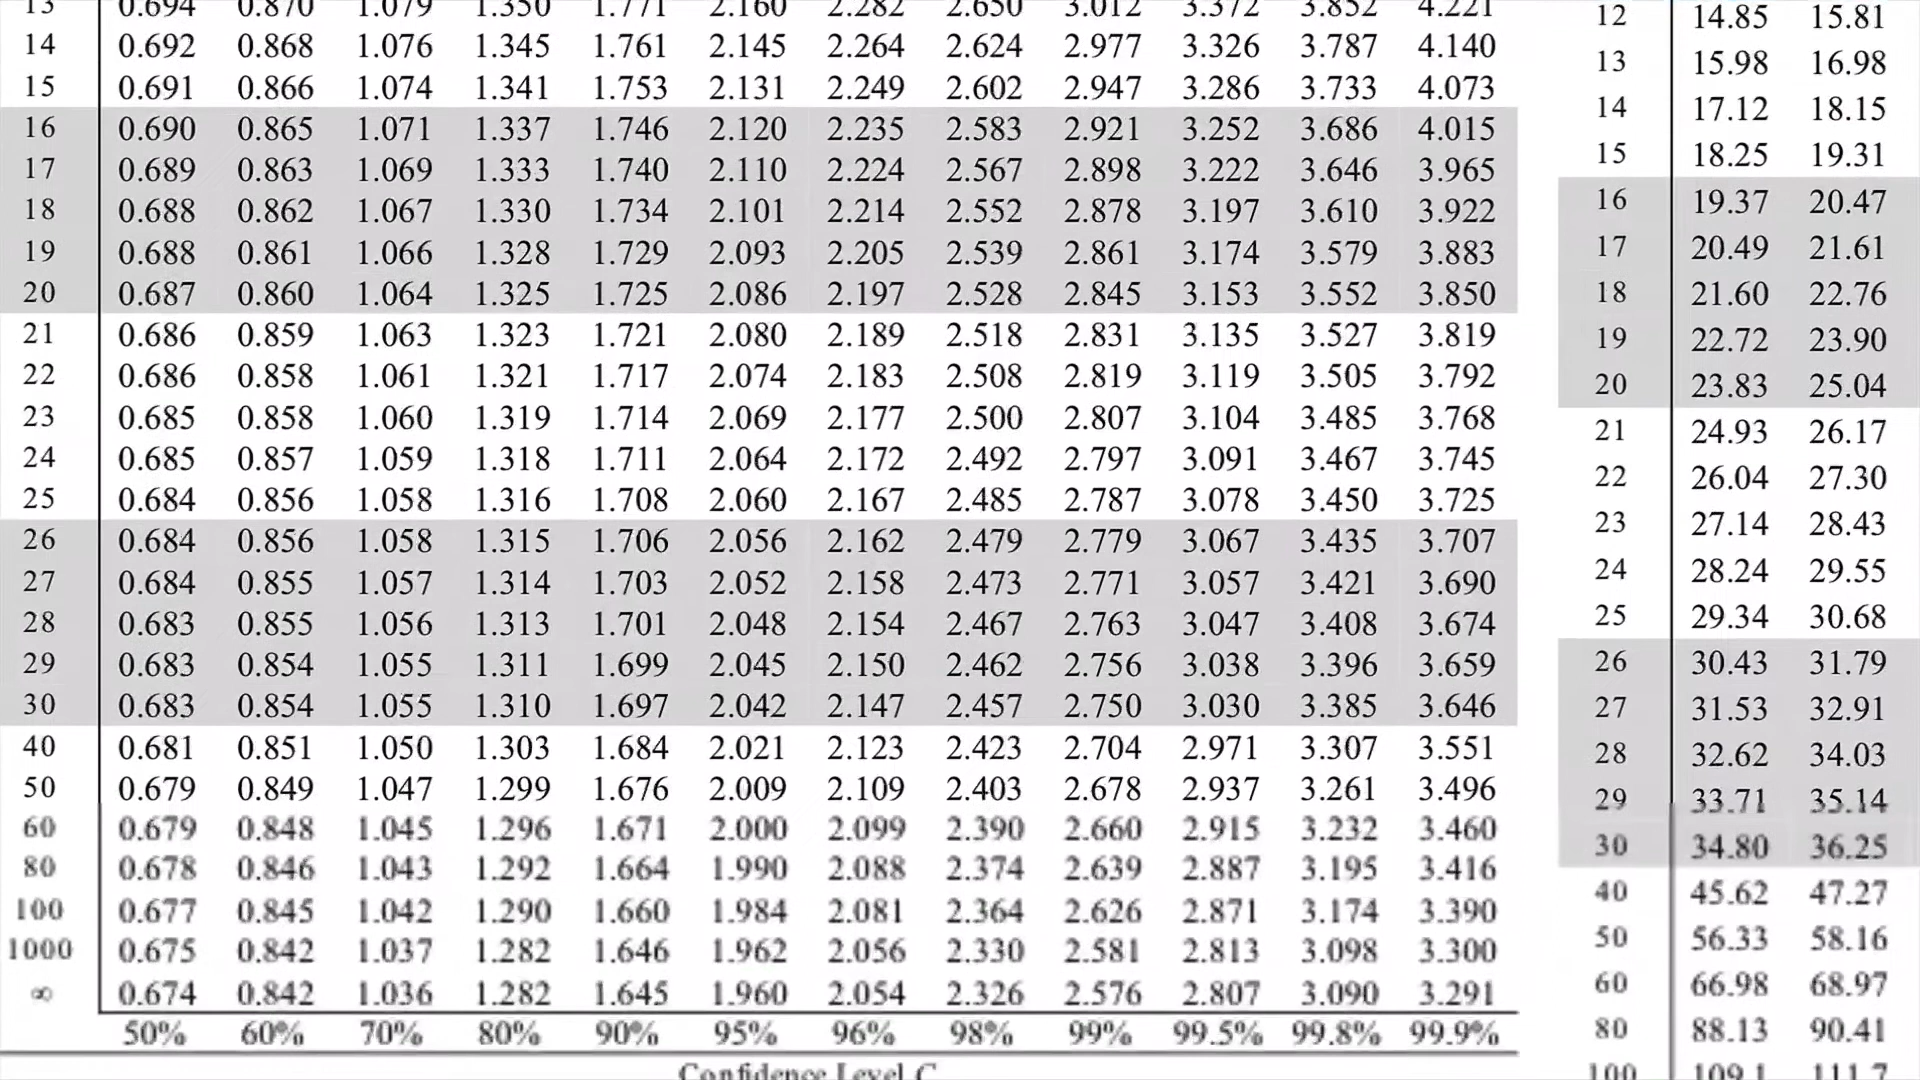 13 0.694 0.870 1.079 1.350 1.771 2.160 2.282 2.650 3.012 3.372 3.852 4.221
14 0.692 0.868 1.076 1.345 1.761 2.145 2.264 2.624 2.977 3.326 3.787 4.140
15 0.691 0.866 1.074 1.341 1.753 2.131 2.249 2.602 2.947 3.286 3.733 4.073
16 0.690 0.865 1.071 1.337 1.746 2.120 2.235 2.583 2.921 3.252 3.686 4.015
17 0.689 0.863 1.069 1.333 1.740 2.110 2.224 2.567 2.898 3.222 3.646 3.965
18 0.688 0.862 1.067 1.330 1.734 2.101 2.214 2.552 2.878 3.197 3.610 3.922
19 0.688 0.861 1.066 1.328 1.729 2.093 2.205 2.539 2.861 3.174 3.579 3.883
20 0.687 0.860 1.064 1.325 1.725 2.086 2.197 2.528 2.845 3.153 3.552 3.850
21 0.686 0.859 1.063 1.323 1.721 2.080 2.189 2.518 2.831 3.135 3.527 3.819
22 0.686 0.858 1.061 1.321 1.717 2.074 2.183 2.508 2.819 3.119 3.505 3.792
23 0.685 0.858 1.060 1.319 1.714 2.069 2.177 2.500 2.807 3.104 3.485 3.768
24 0.685 0.857 1.059 1.318 1.711 2.064 2.172 2.492 2.797 3.091 3.467 3.745
25 0.684 0.856 1.058 1.316 1.708 2.060 2.167 2.485 2.787 3.078 3.450 3.725
26 0.684 0.856 1.058 1.315 1.706 2.056 2.162 2.479 2.779 3.067 3.435 3.707
27 0.684 0.855 1.057 1.314 1.703 2.052 2.158 2.473 2.771 3.057 3.421 3.690
28 0.683 0.855 1.056 1.313 1.701 2.048 2.154 2.467 2.763 3.047 3.408 3.674
29 0.683 0.854 1.055 1.311 1.699 2.045 2.150 2.462 2.756 3.038 3.396 3.659
30 0.683 0.854 1.055 1.310 1.697 2.042 2.147 2.457 2.750 3.030 3.385 3.646
40 0.681 0.851 1.050 1.303 1.684 2.021 2.123 2.423 2.704 2.971 3.307 3.551
50 0.679 0.849 1.047 1.299 1.676 2.009 2.109 2.403 2.678 2.937 3.261 3.496
60 0.679 0.848 1.045 1.296 1.671 2.000 2.099 2.390 2.660 2.915 3.232 3.460
80 0.678 0.846 1.043 1.292 1.664 1.990 2.088 2.374 2.639 2.887 3.195 3.416
100 0.677 0.845 1.042 1.290 1.660 1.984 2.081 2.364 2.626 2.871 3.174 3.390
1000 0.675 0.842 1.037 1.282 1.646 1.962 2.056 2.330 2.581 2.813 3.098 3.300
∞ 0.674 0.842 1.036 1.282 1.645 1.960 2.054 2.326 2.576 2.807 3.090 3.291
50% 60% 70% 80% 90% 95% 96% 98% 99% 99.5% 99.8% 99.9%
Confidence Level C
12 14.85 15.81
13 15.98 16.98
14 17.12 18.15
15 18.25 19.31
16 19.37 20.47
17 20.49 21.61
18 21.60 22.76
19 22.72 23.90
20 23.83 25.04
21 24.93 26.17
22 26.04 27.30
23 27.14 28.43
24 28.24 29.55
25 29.34 30.68
26 30.43 31.79
27 31.53 32.91
28 32.62 34.03
29 33.71 35.14
30 34.80 36.25
40 45.62 47.27
50 56.33 58.16
60 66.98 68.97
80 88.13 90.41
100 109.1 111.7